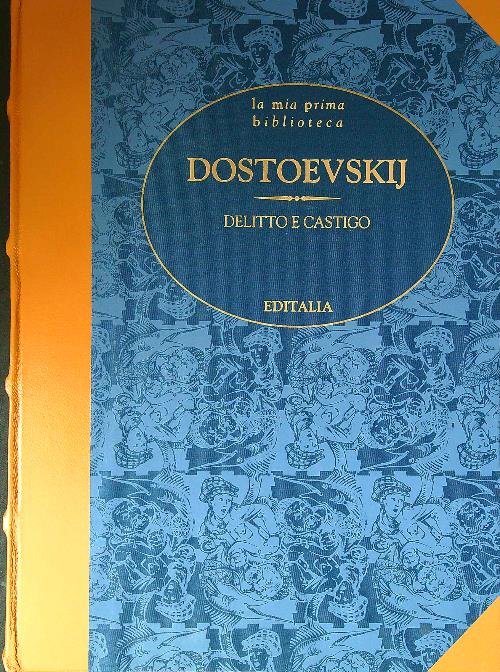 la mia prima
biblioteca
DOSTOEVSKIJ
DELITTO E CASTIGO
EDITALIA